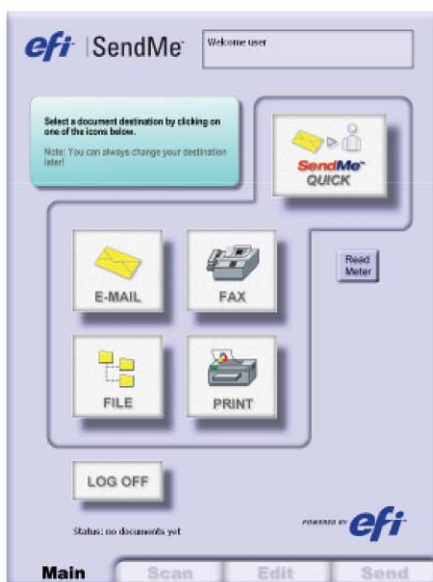 efi | SendMe™
Welcome user
Select a document destination by clicking on
one of the icons below.
Note: You can always change your destination
later!
SendMe™
QUICK
E-MAIL
FAX
Read
Meter
FILE
PRINT
LOG OFF
Status: no documents yet
POWERED BY efi
Main Scan Edit Send